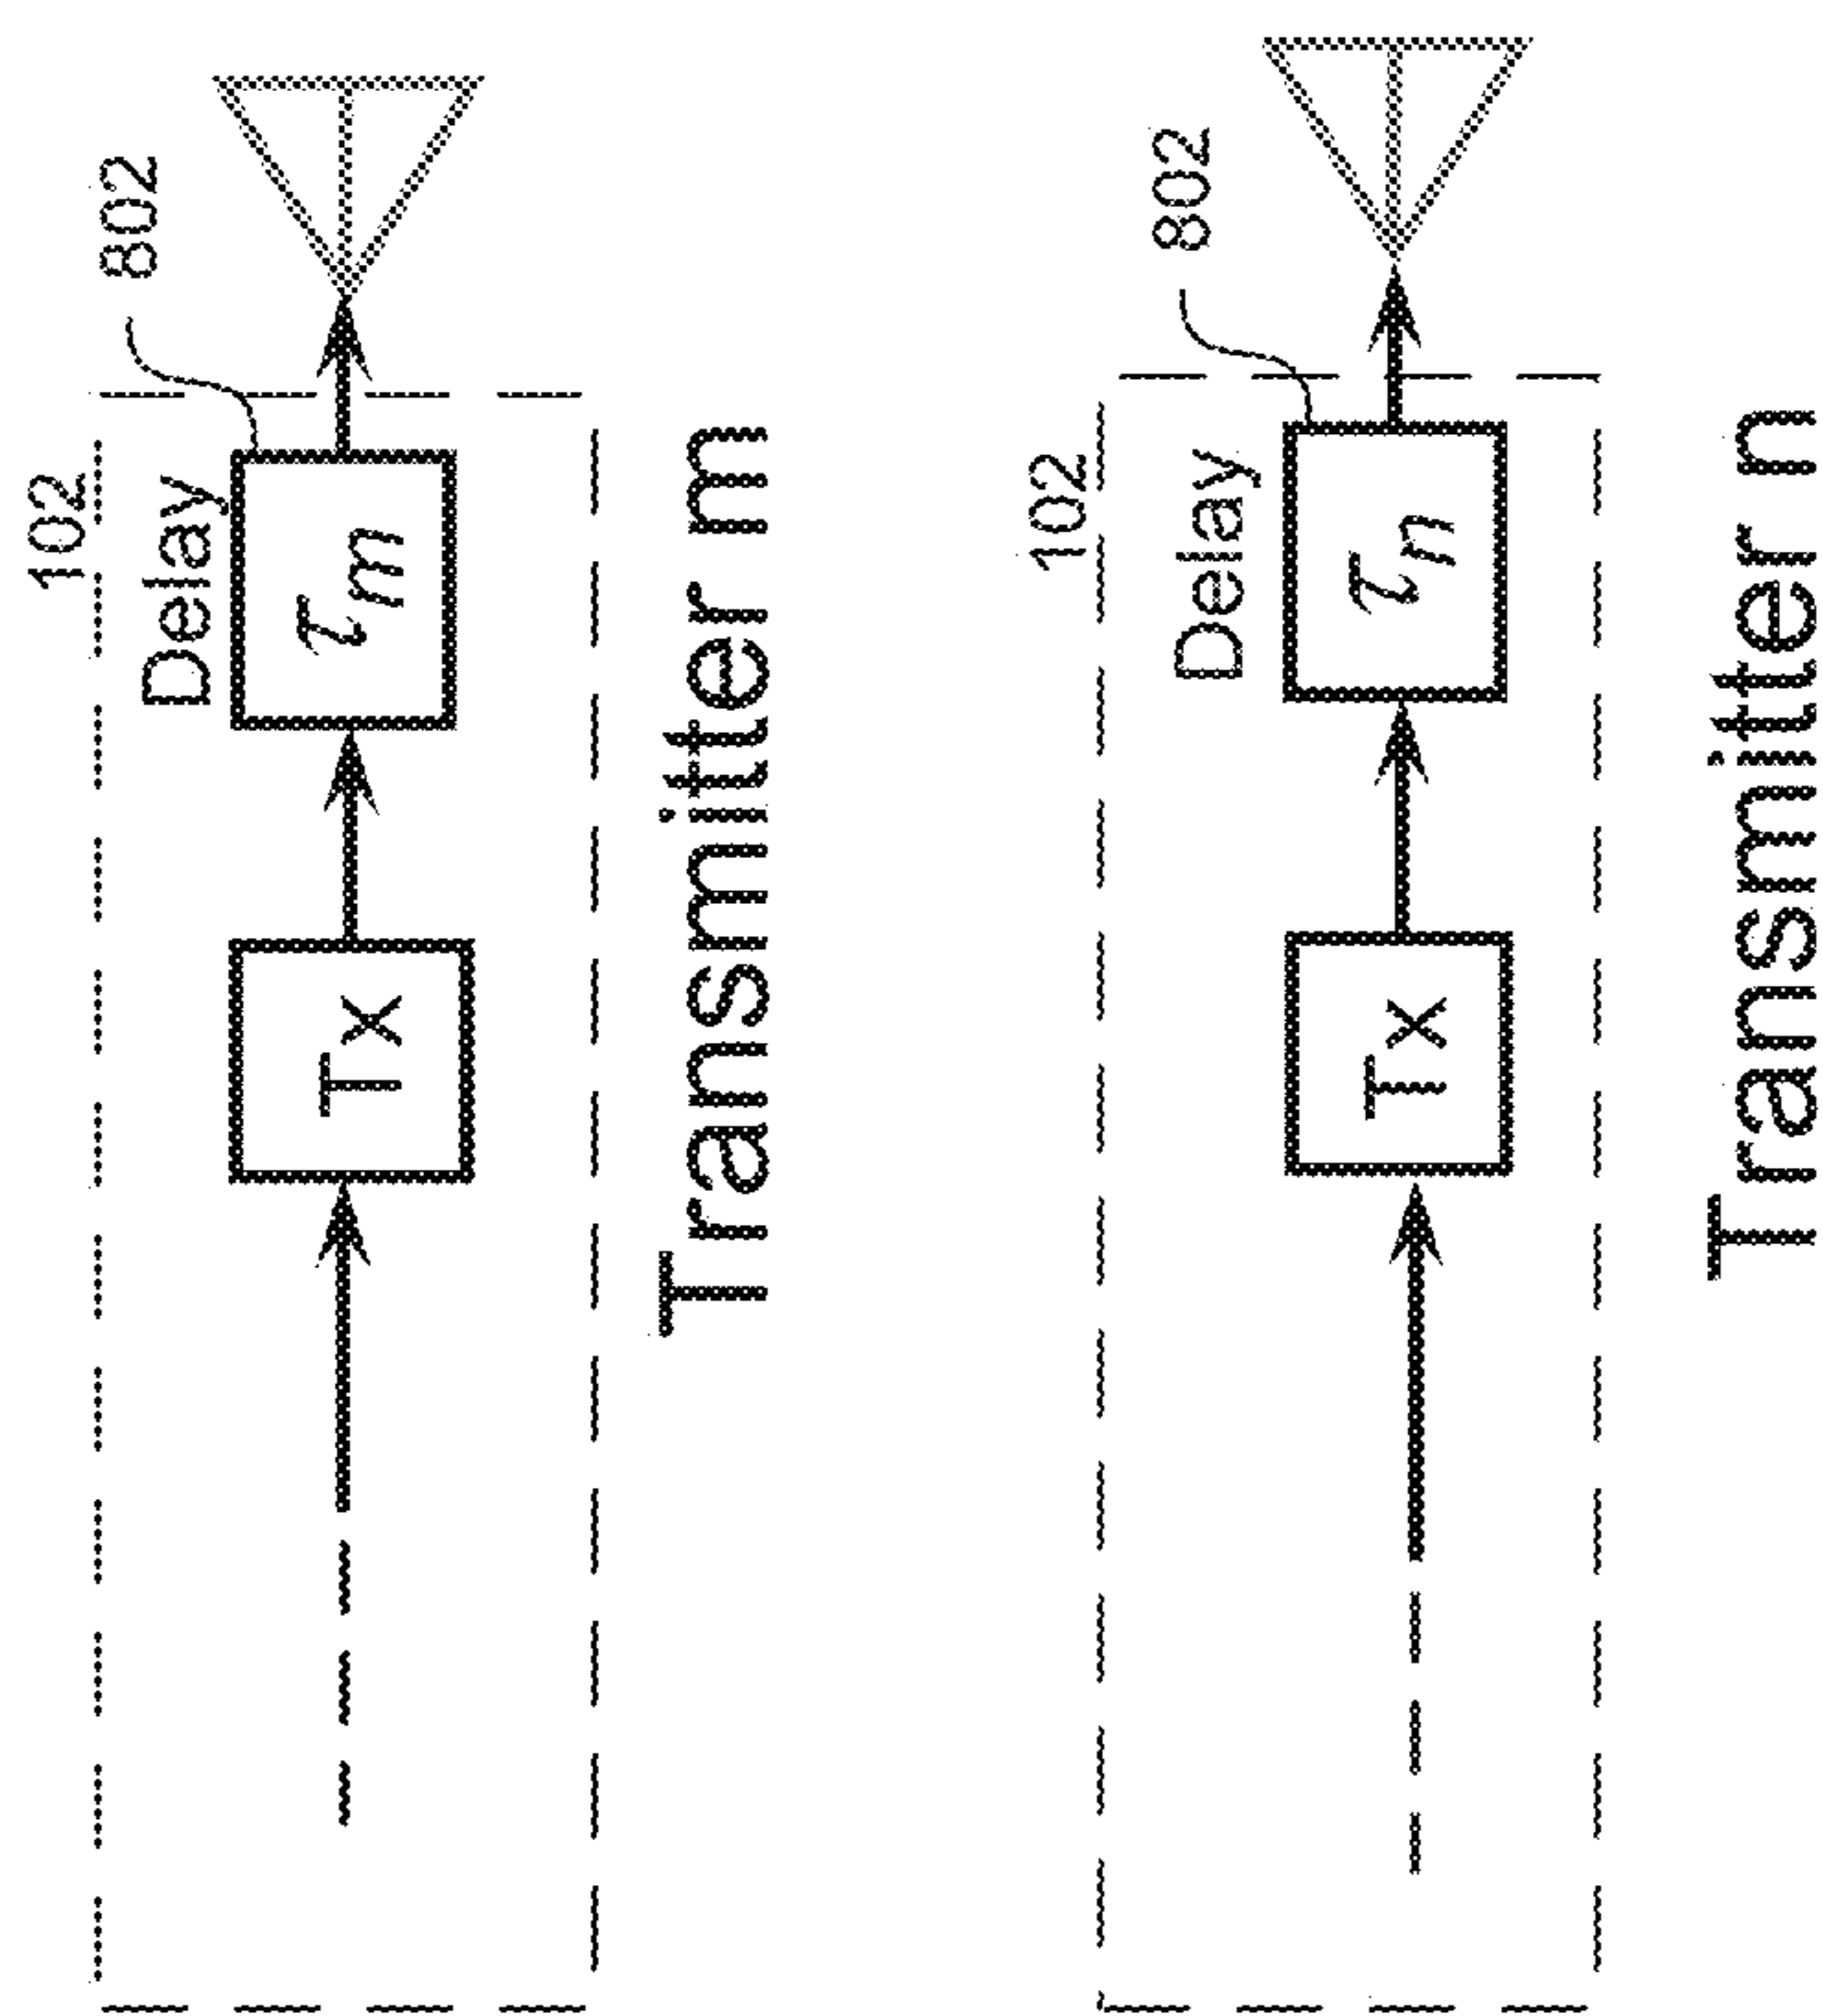 102
802
Delay
Tx
τm
Transmitter m
102
802
Delay
Tx
τn
Transmitter n